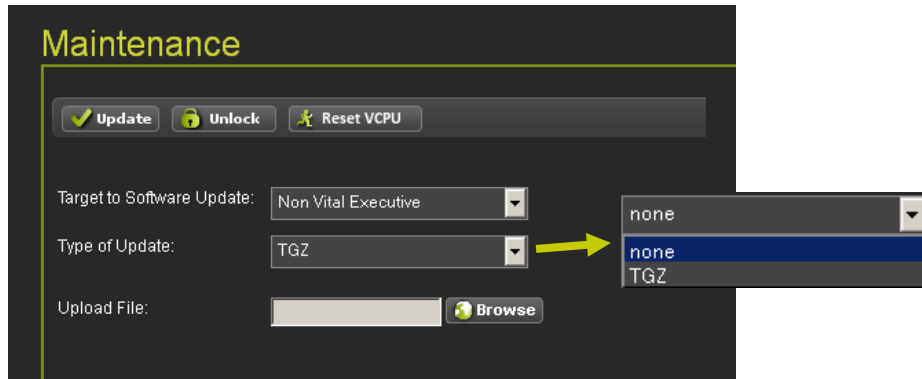 Maintenance
Update Unlock Reset VCPU
Target to Software Update: Non Vital Executive
none
Type of Update: TGZ
none
TGZ
Upload File: Browse